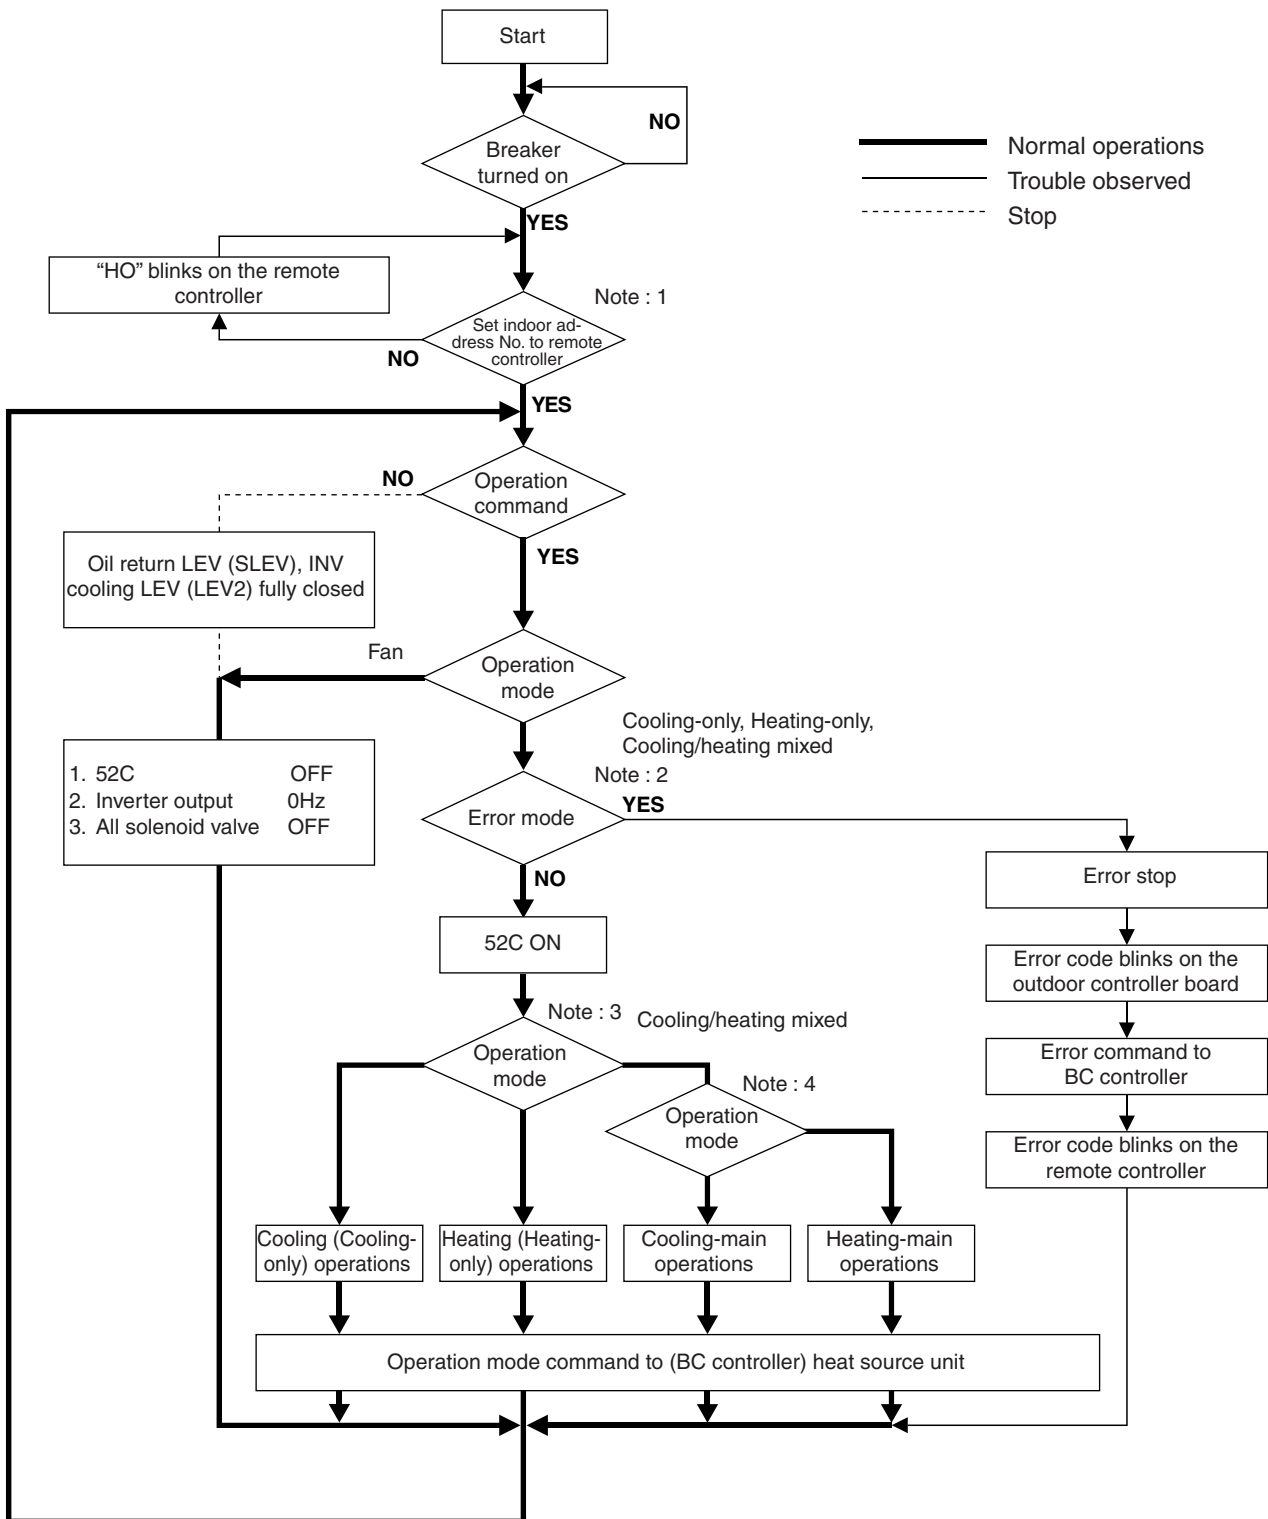 Start
NO
Breaker
turned on
Normal operations
Trouble observed
Stop
YES
“HO” blinks on the remote
controller
Note : 1
Set indoor ad-
dress No. to remote
controller
NO
YES
NO
Operation
command
YES
Oil return LEV (SLEV), INV
cooling LEV (LEV2) fully closed
Fan
Operation
mode
Cooling-only, Heating-only,
Cooling/heating mixed
Note : 2
1. 52C OFF
2. Inverter output 0Hz
3. All solenoid valve OFF
YES
Error mode
NO
Error stop
52C ON
Error code blinks on the
outdoor controller board
Note : 3
Cooling/heating mixed
Operation
mode
Error command to
BC controller
Note : 4
Operation
mode
Error code blinks on the
remote controller
Cooling (Cooling-
only) operations
Heating (Heating-
only) operations
Cooling-main
operations
Heating-main
operations
Operation mode command to (BC controller) heat source unit